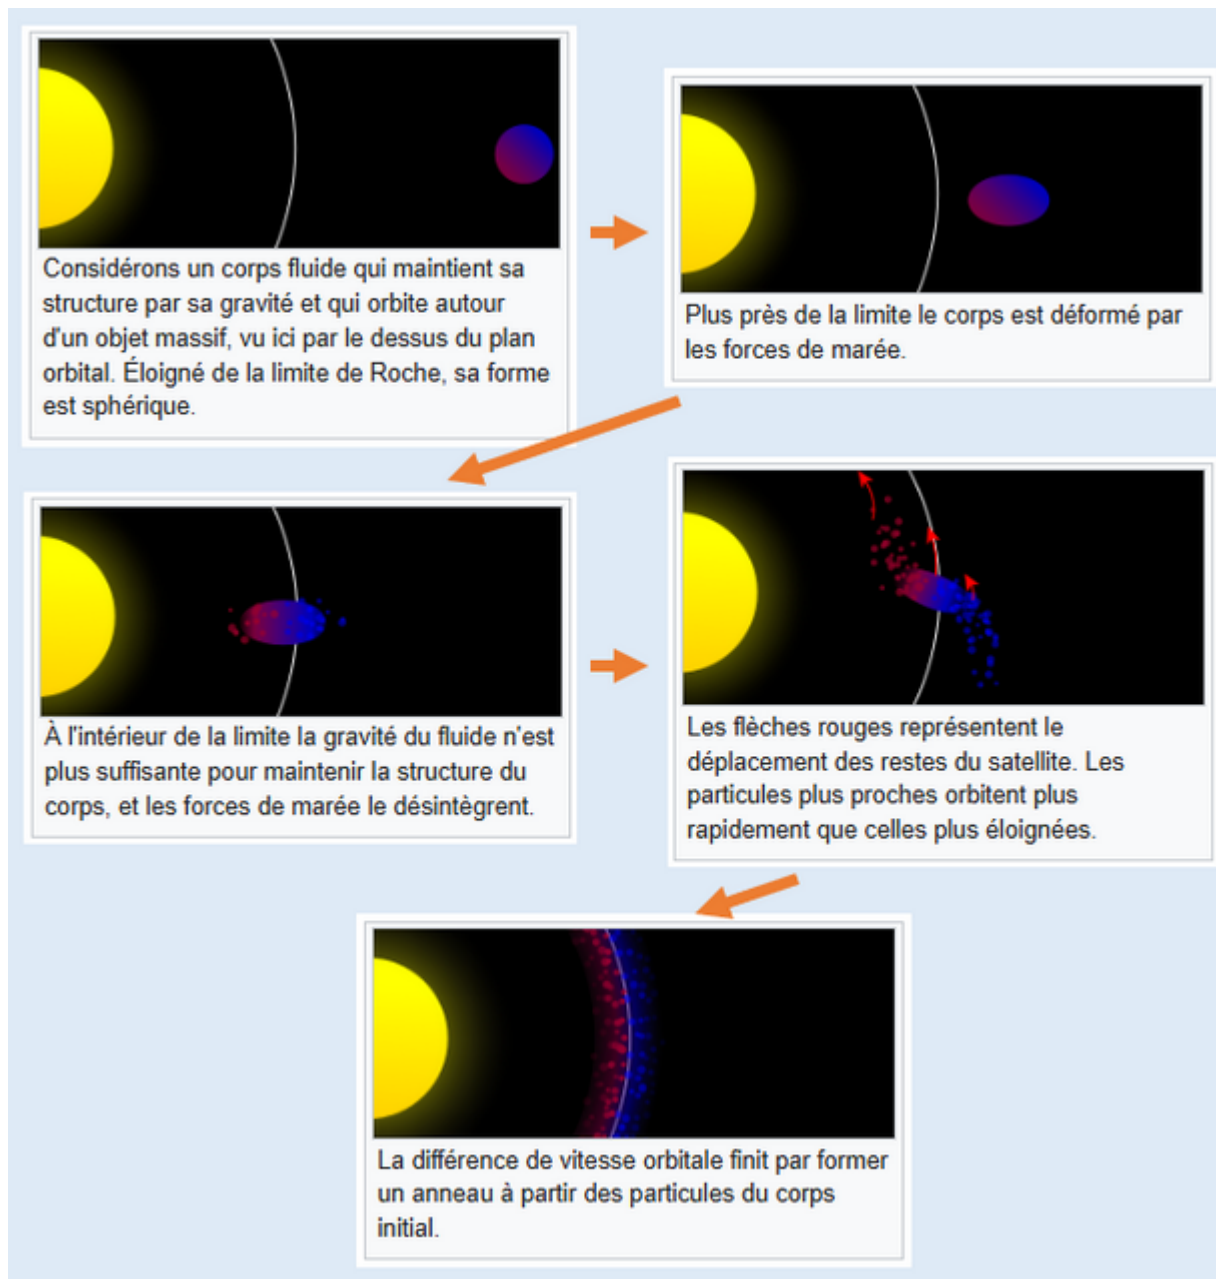 Considérons un corps fluide qui maintient sa
structure par sa gravité et qui orbite autour
d'un objet massif, vu ici par le dessus du plan
orbital. Éloigné de la limite de Roche, sa forme
est sphérique.
Plus près de la limite le corps est déformé par
les forces de marée.
À l'intérieur de la limite la gravité du fluide n'est
plus suffisante pour maintenir la structure du
corps, et les forces de marée le désintègrent.
Les flèches rouges représentent le
déplacement des restes du satellite. Les
particules plus proches orbitent plus
rapidement que celles plus éloignées.
La différence de vitesse orbitale finit par former
un anneau à partir des particules du corps
initial.